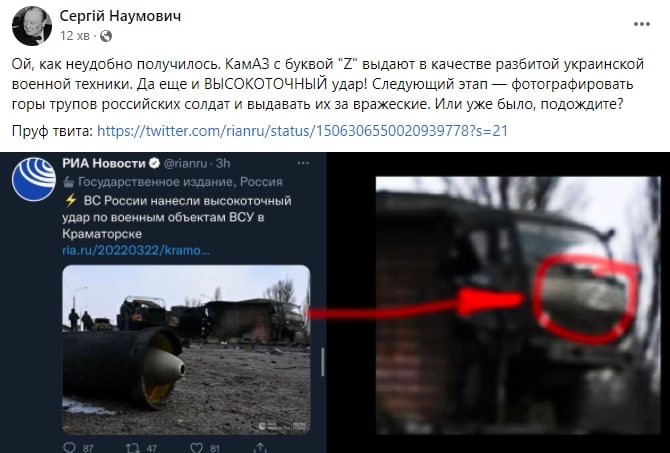 Сергій Наумович
12 хв ·
Ой, как неудобно получилось. КамАЗ с буквой "Z" выдают в качестве разбитой украинской
военной техники. Да еще и ВЫСОКОТОЧНЫЙ удар! Следующий этап — фотографировать
горы трупов российских солдат и выдавать их за вражеские. Или уже было, подождите?
Пруф твита: https://twitter.com/rianru/status/1506306550020939778?s=21
РИА Новости @rianru · 3h
Государственное издание, Россия
⚡ ВС России нанесли высокоточный
удар по военным объектам ВСУ в
Краматорске
ria.ru/20220322/kramo...
Z
87 47 81